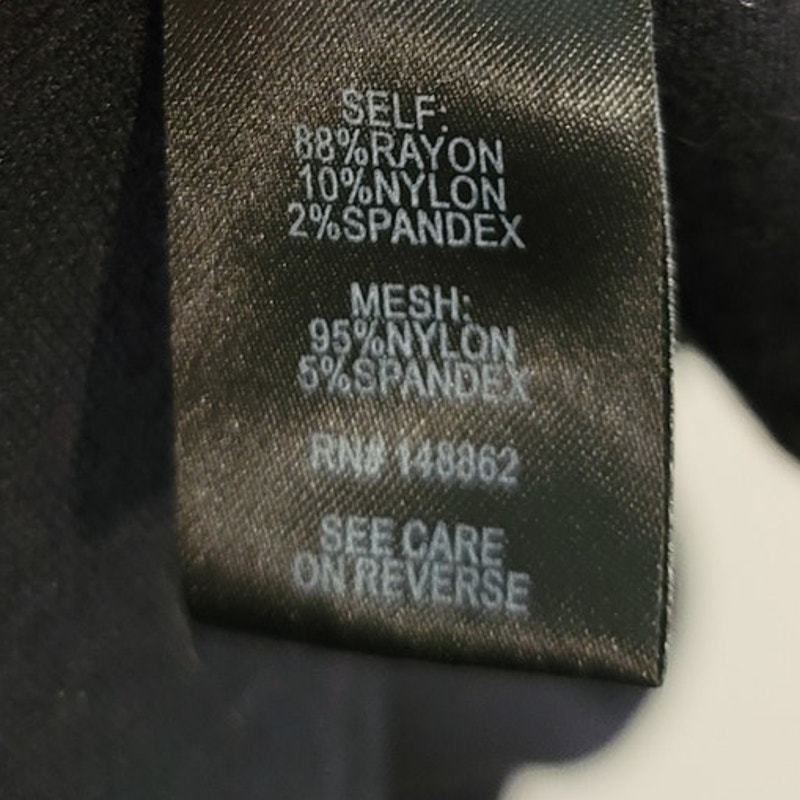 SELF:
88%RAYON
10%NYLON
2%SPANDEX
MESH:
95%NYLON
5%SPANDEX
RN# 148862
SEE CARE
ON REVERSE